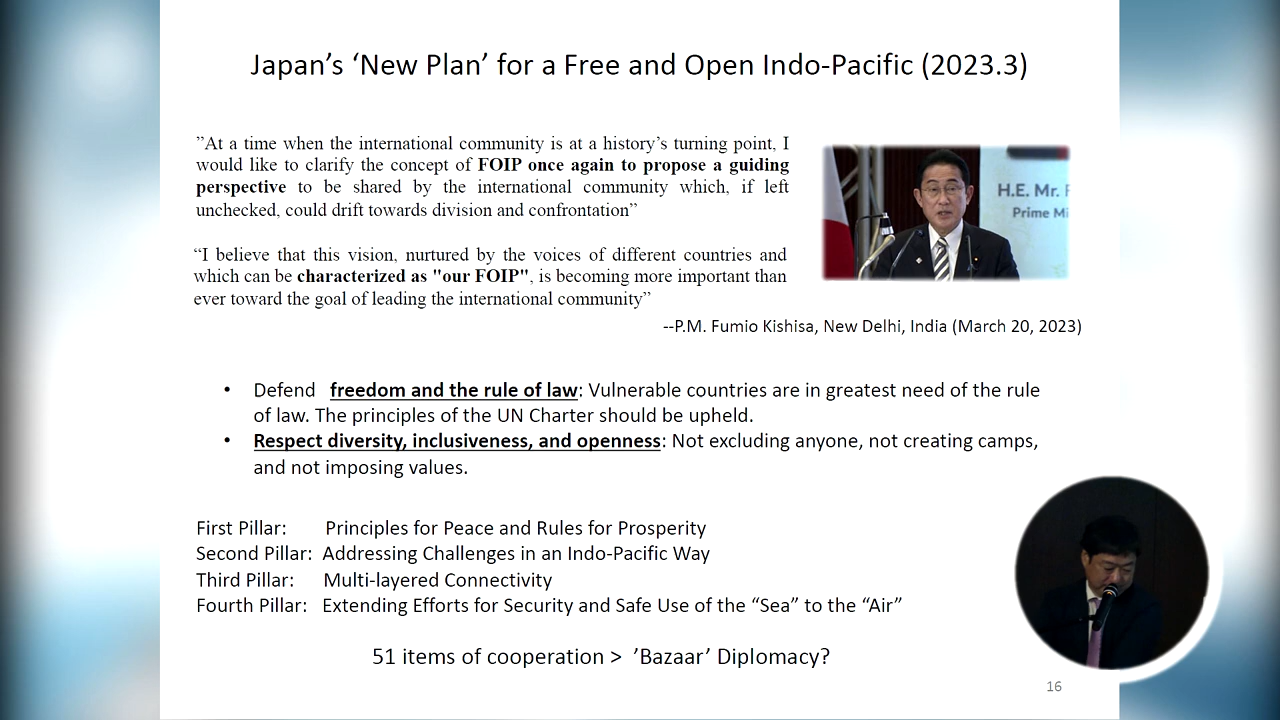 Japan’s ‘New Plan’ for a Free and Open Indo-Pacific (2023.3)
”At a time when the international community is at a history’s turning point, I
would like to clarify the concept of FOIP once again to propose a guiding
perspective to be shared by the international community which, if left
unchecked, could drift towards division and confrontation”
“I believe that this vision, nurtured by the voices of different countries and
which can be characterized as "our FOIP", is becoming more important than
ever toward the goal of leading the international community”
H.E. Mr.
Prime
--P.M. Fumio Kishisa, New Delhi, India (March 20, 2023)
• Defend freedom and the rule of law: Vulnerable countries are in greatest need of the rule
of law. The principles of the UN Charter should be upheld.
• Respect diversity, inclusiveness, and openness: Not excluding anyone, not creating camps,
and not imposing values.
First Pillar: Principles for Peace and Rules for Prosperity
Second Pillar: Addressing Challenges in an Indo-Pacific Way
Third Pillar: Multi-layered Connectivity
Fourth Pillar: Extending Efforts for Security and Safe Use of the “Sea” to the “Air”
51 items of cooperation > ’Bazaar’ Diplomacy?
16